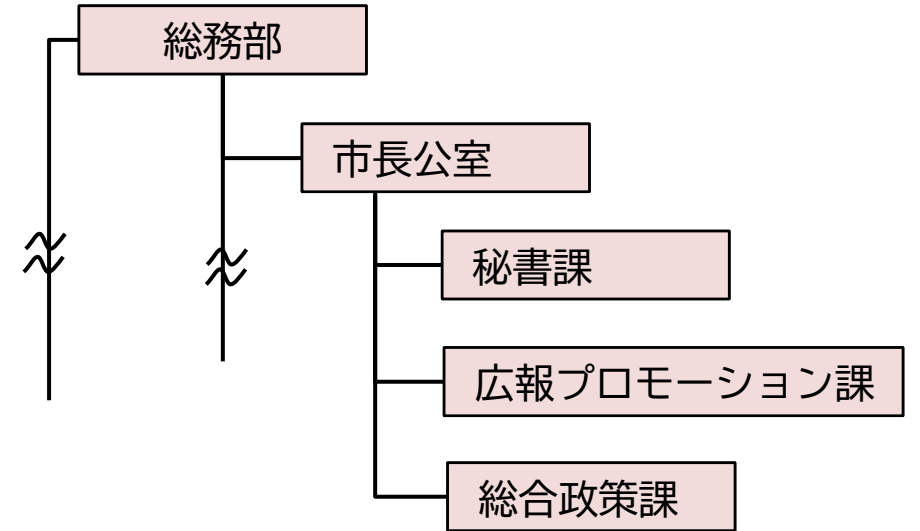 総務部
市長公室
秘書課
広報プロモーション課
総合政策課